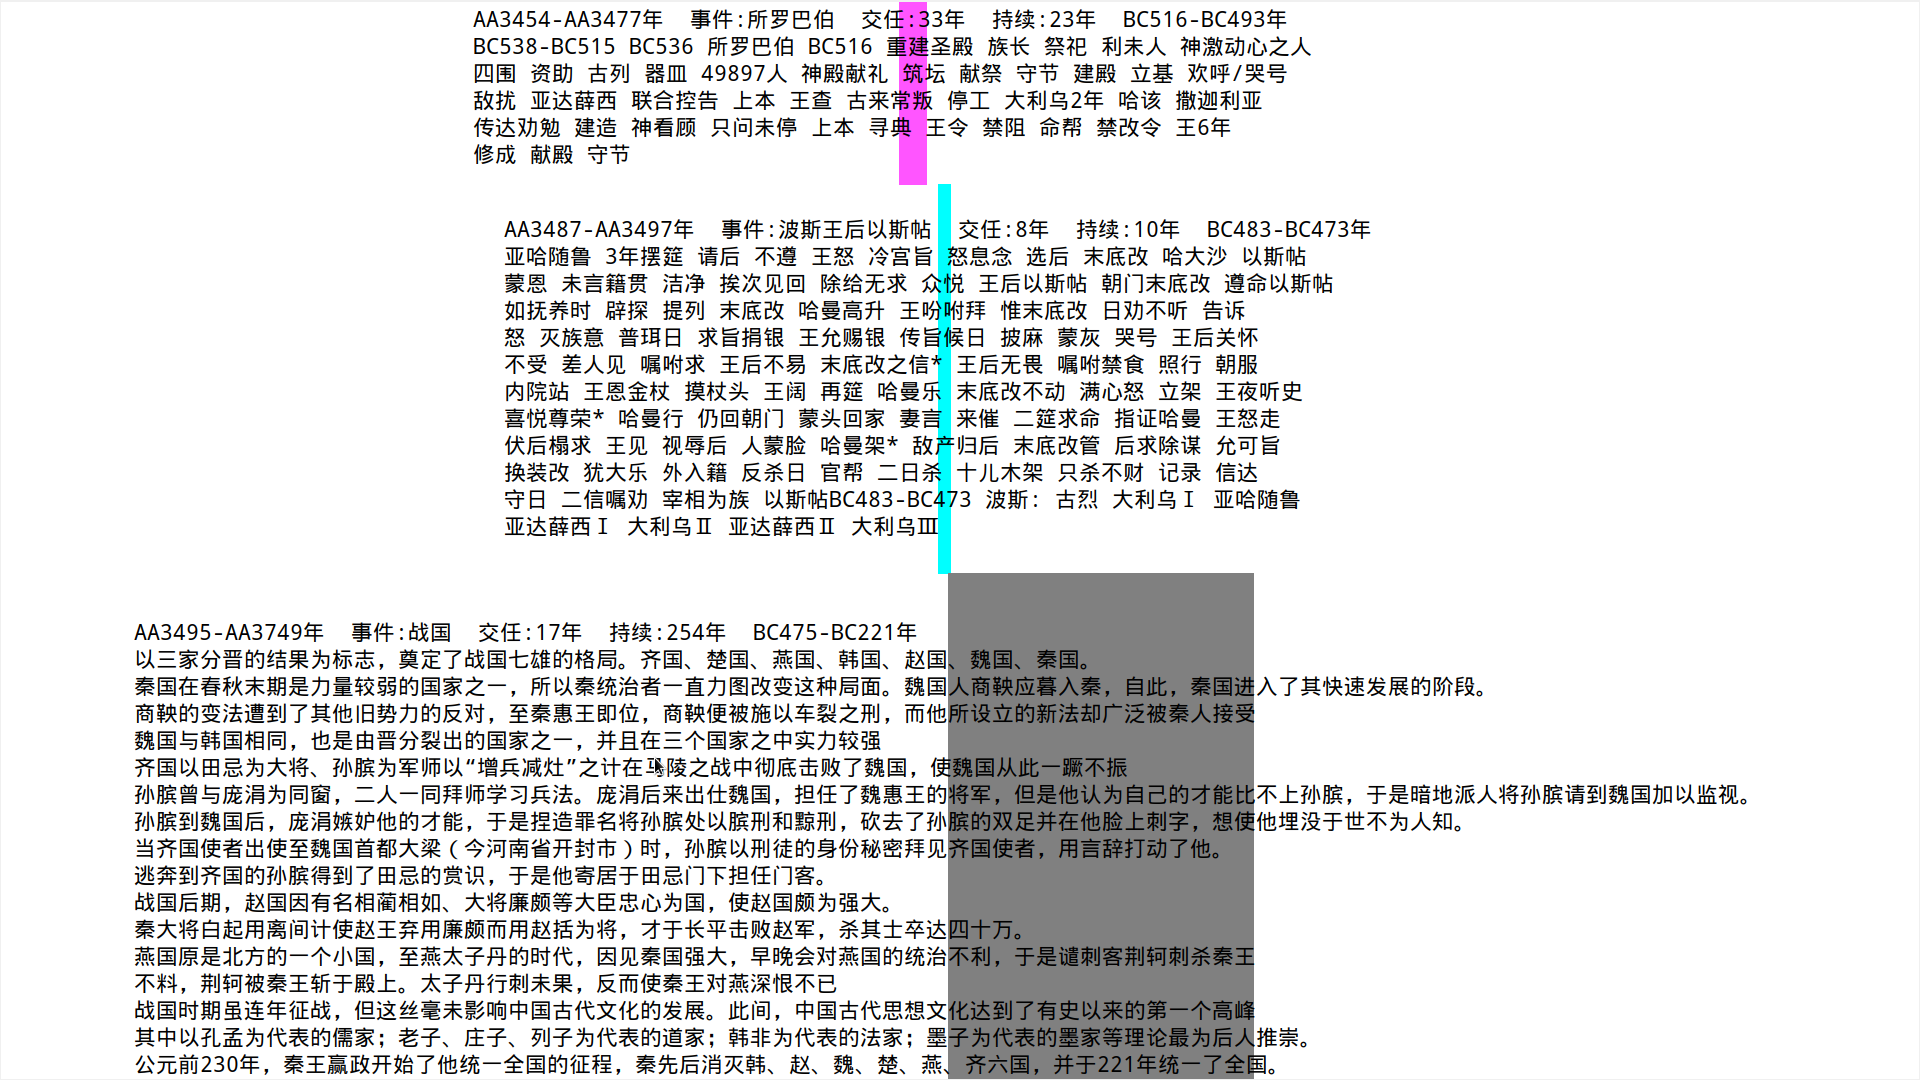 AA3454-AA3477年 事件:所罗巴伯 交任:33年 持续:23年 BC516-BC493年
BC538-BC515 BC536 所罗巴伯 BC516 重建圣殿 族长 祭祀 利未人 神激动心之人
四围 资助 古列 器皿 49897人 神殿献礼 筑坛 献祭 守节 建殿 立基 欢呼/哭号
敌扰 亚达薛西 联合控告 上本 王查 古来常叛 停工 大利乌2年 哈该 撒迦利亚
传达劝勉 建造 神看顾 只问未停 上本 寻典 王令 禁阻 命帮 禁改令 王6年
修成 献殿 守节
AA3487-AA3497年 事件:波斯王后以斯帖 交任:8年 持续:10年 BC483-BC473年
亚哈随鲁 3年摆筵 请后 不遵 王怒 冷宫旨 怒息念 选后 末底改 哈大沙 以斯帖
蒙恩 未言籍贯 洁净 挨次见回 除给无求 众悦 王后以斯帖 朝门末底改 遵命以斯帖
如抚养时 辟探 提列 末底改 哈曼高升 王吩咐拜 惟末底改 日劝不听 告诉
怒 灭族意 普珥日 求旨捐银 王允赐银 传旨候日 披麻 蒙灰 哭号 王后关怀
不受 差人见 嘱咐求 王后不易 末底改之信* 王后无畏 嘱咐禁食 照行 朝服
内院站 王恩金杖 摸杖头 王阔 再筵 哈曼乐 末底改不动 满心怒 立架 王夜听史
喜悦尊荣* 哈曼行 仍回朝门 蒙头回家 妻言 来催 二筵求命 指证哈曼 王怒走
伏后榻求 王见 视辱后 人蒙脸 哈曼架* 敌产归后 末底改管 后求除谋 允可旨
换装改 犹大乐 外入籍 反杀日 官帮 二日杀 十儿木架 只杀不财 记录 信达
守日 二信嘱劝 宰相为族 以斯帖BC483-BC473 波斯: 古烈 大利乌Ⅰ 亚哈随鲁
亚达薛西Ⅰ 大利乌Ⅱ 亚达薛西Ⅱ 大利乌Ⅲ
AA3495-AA3749年 事件:战国 交任:17年 持续:254年 BC475-BC221年
以三家分晋的结果为标志，奠定了战国七雄的格局。齐国、楚国、燕国、韩国、赵国、魏国、秦国。
秦国在春秋末期是力量较弱的国家之一，所以秦统治者一直力图改变这种局面。魏国人商鞅应暮入秦，自此，秦国进入了其快速发展的阶段。
商鞅的变法遭到了其他旧势力的反对，至秦惠王即位，商鞅便被施以车裂之刑，而他所设立的新法却广泛被秦人接受
魏国与韩国相同，也是由晋分裂出的国家之一，并且在三个国家之中实力较强
齐国以田忌为大将、孙膑为军师以“增兵减灶”之计在马陵之战中彻底击败了魏国，使魏国从此一蹶不振
孙膑曾与庞涓为同窗，二人一同拜师学习兵法。庞涓后来出仕魏国，担任了魏惠王的将军，但是他认为自己的才能比不上孙膑，于是暗地派人将孙膑请到魏国加以监视。
孙膑到魏国后，庞涓嫉妒他的才能，于是捏造罪名将孙膑处以膑刑和黥刑，砍去了孙膑的双足并在他脸上刺字，想使他埋没于世不为人知。
当齐国使者出使至魏国首都大梁（今河南省开封市）时，孙膑以刑徒的身份秘密拜见齐国使者，用言辞打动了他。
逃奔到齐国的孙膑得到了田忌的赏识，于是他寄居于田忌门下担任门客。
战国后期，赵国因有名相蔺相如、大将廉颇等大臣忠心为国，使赵国颇为强大。
秦大将白起用离间计使赵王弃用廉颇而用赵括为将，才于长平击败赵军，杀其士卒达四十万。
燕国原是北方的一个小国，至燕太子丹的时代，因见秦国强大，早晚会对燕国的统治不利，于是谴刺客荆轲刺杀秦王
不料，荆轲被秦王斩于殿上。太子丹行刺未果，反而使秦王对燕深恨不已
战国时期虽连年征战，但这丝毫未影响中国古代文化的发展。此间，中国古代思想文化达到了有史以来的第一个高峰
其中以孔孟为代表的儒家；老子、庄子、列子为代表的道家；韩非为代表的法家；墨子为代表的墨家等理论最为后人推崇。
公元前230年，秦王嬴政开始了他统一全国的征程，秦先后消灭韩、赵、魏、楚、燕、齐六国，并于221年统一了全国。